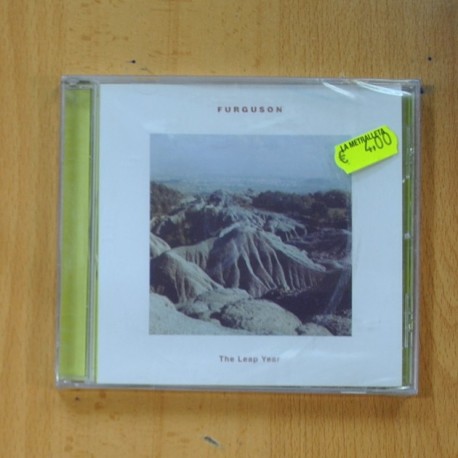 FURGUSON
LA METRALLETA
€ 4,00
The Leap Year